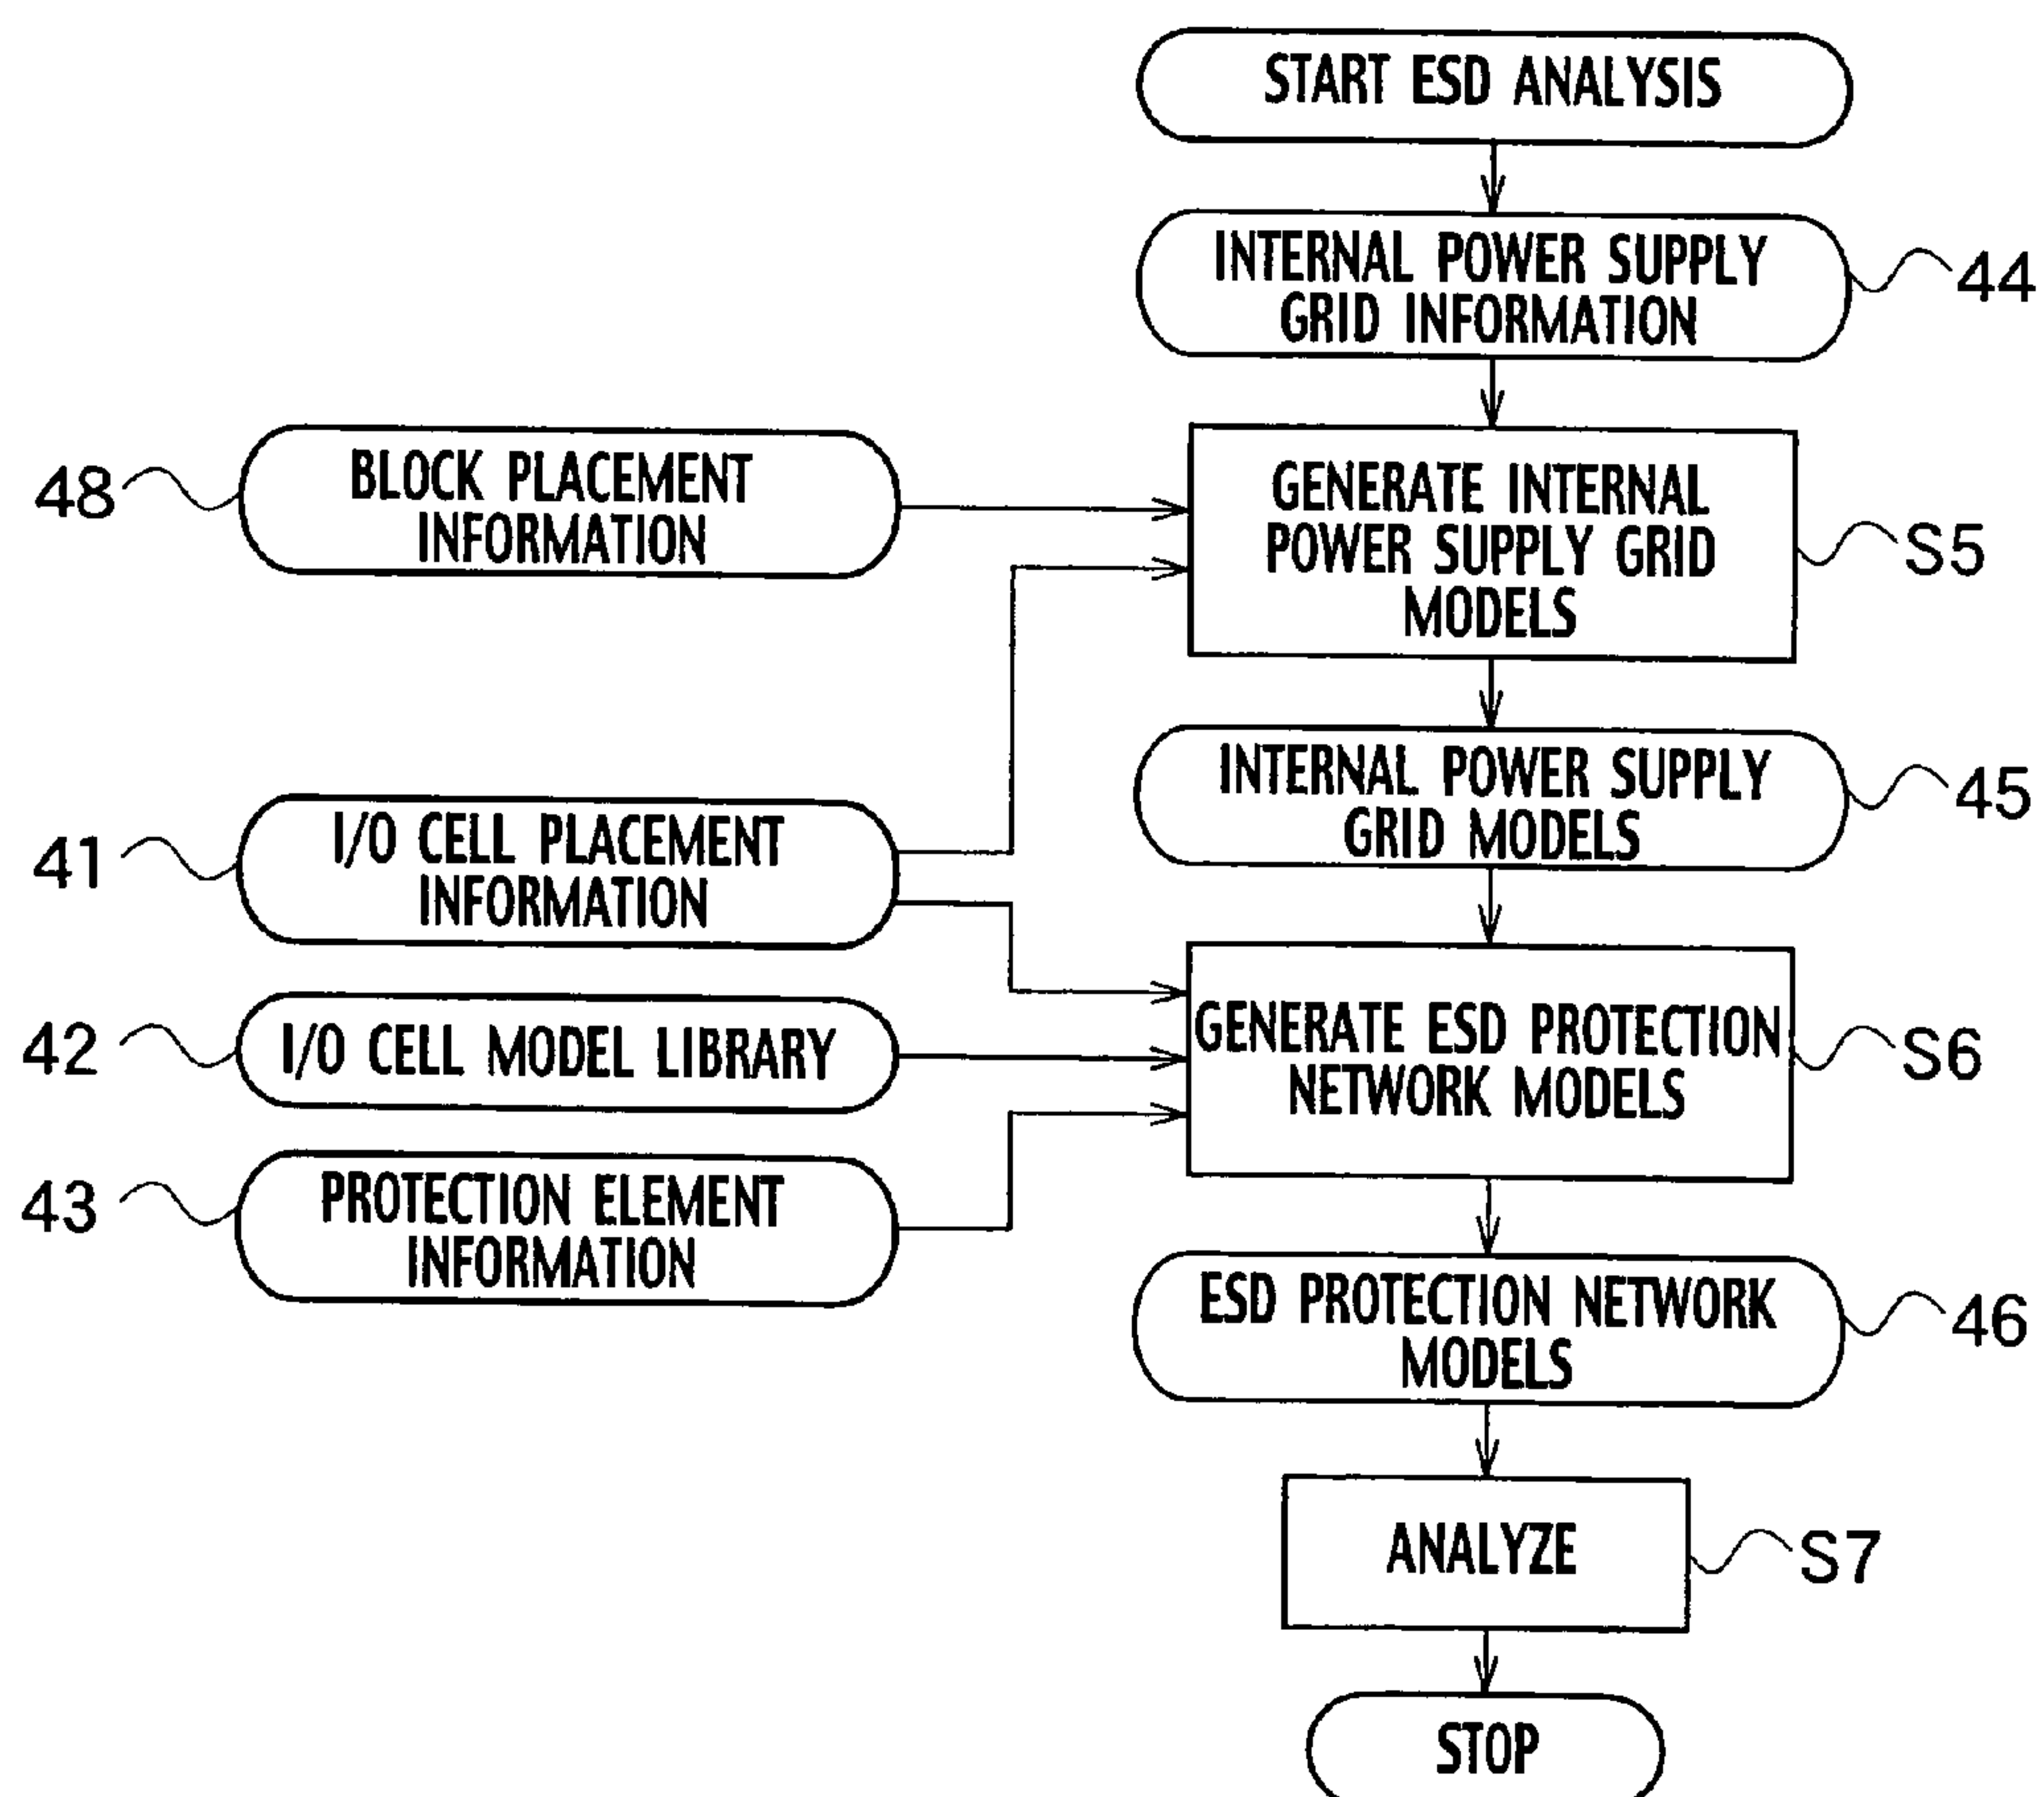 START ESD ANALYSIS
INTERNAL POWER SUPPLY
GRID INFORMATION
44
48
BLOCK PLACEMENT
INFORMATION
GENERATE INTERNAL
POWER SUPPLY GRID
MODELS
S5
INTERNAL POWER SUPPLY
GRID MODELS
45
41
I/O CELL PLACEMENT
INFORMATION
42
I/O CELL MODEL LIBRARY
GENERATE ESD PROTECTION
NETWORK MODELS
S6
43
PROTECTION ELEMENT
INFORMATION
ESD PROTECTION NETWORK
MODELS
46
ANALYZE
S7
STOP